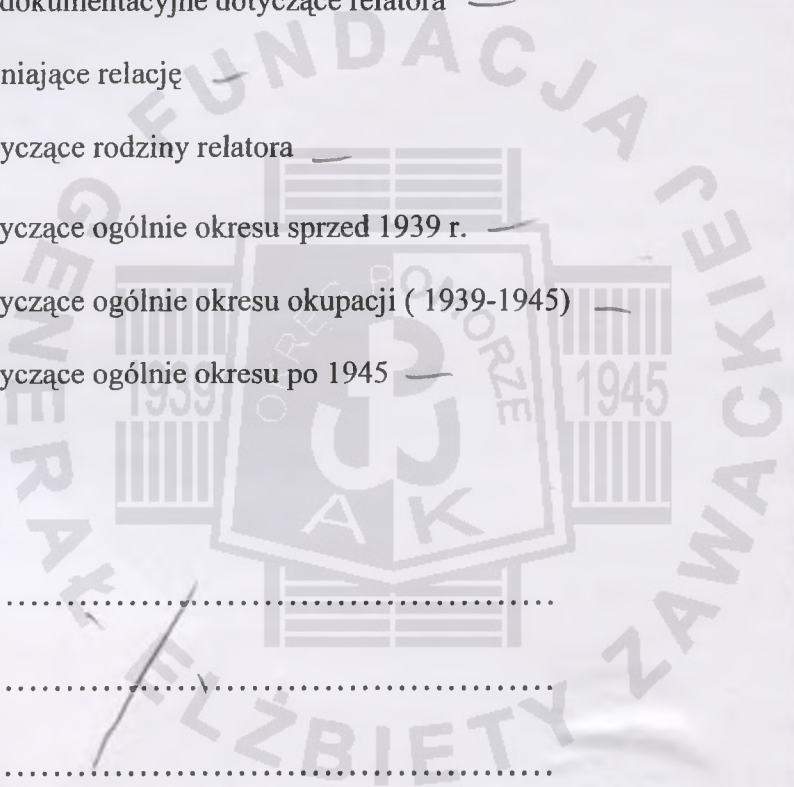 dokumentacyjne dotyczące relatora —
niające relację —
yczące rodziny relatora —
yczące ogólnie okresu sprzed 1939 r. —
yczące ogólnie okresu okupacji ( 1939-1945) —
yczące ogólnie okresu po 1945 —
FUNDACJA JEJ
GENERAŁ ELŻBIETY ZAWACKIEJ
OKRĘG POMORZE
1939
1945
AK